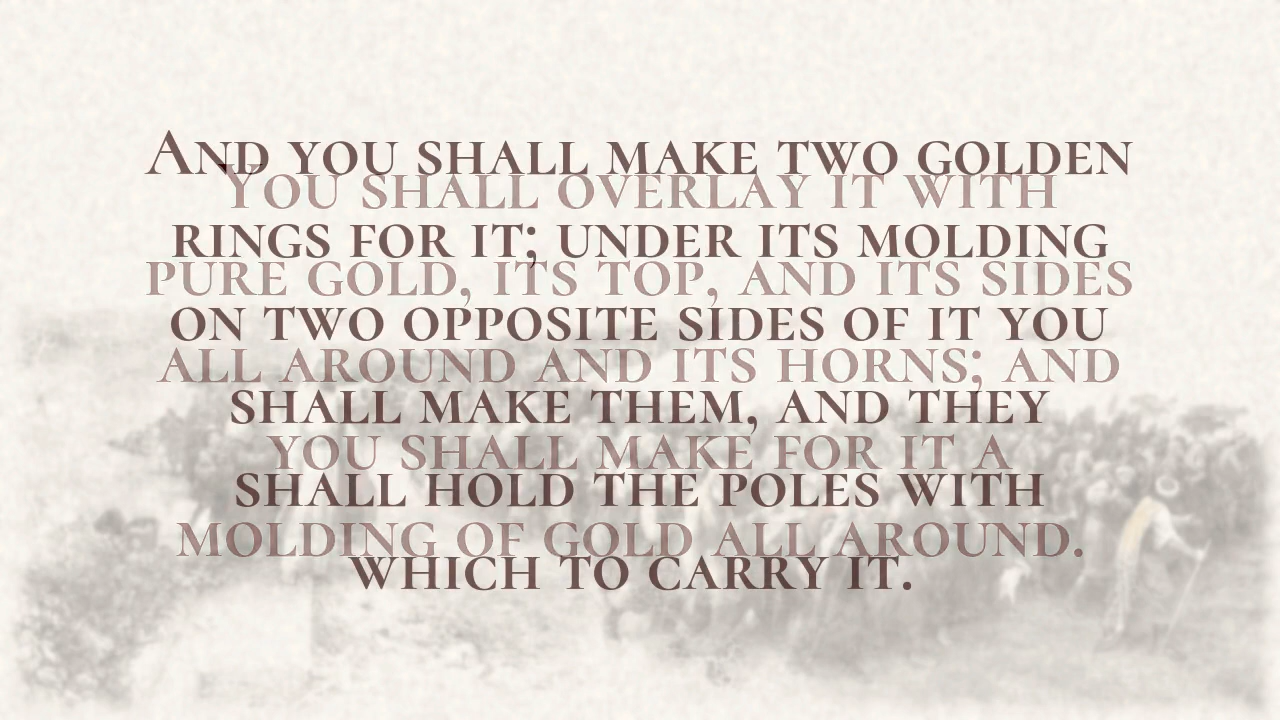 And you shall make two golden
You shall overlay it with
rings for it; under its molding
pure gold, its top, and its sides
on two opposite sides of it you
all around and its horns; and
shall make them, and they
you shall make for it a
shall hold the poles with
molding of gold all around.
which to carry it.